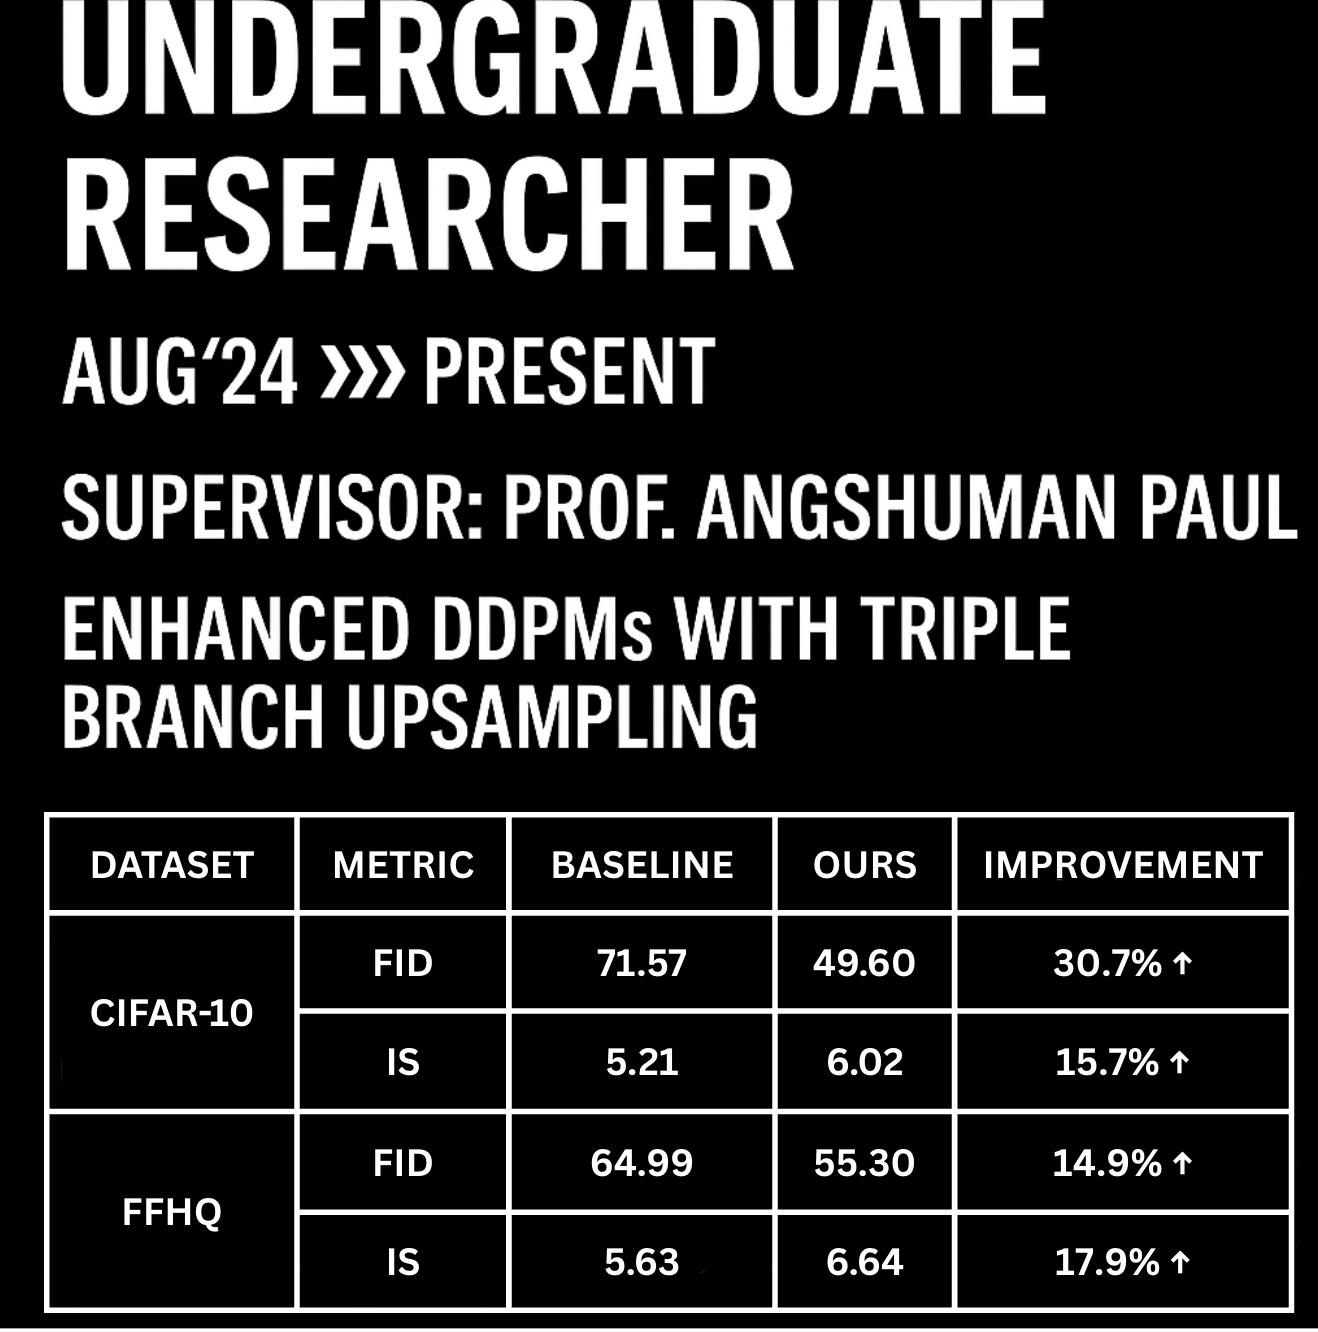 UNDERGRADUATE
RESEARCHER
AUG‘24 ❯❯❯ PRESENT
SUPERVISOR: PROF. ANGSHUMAN PAUL
ENHANCED DDPMs WITH TRIPLE
BRANCH UPSAMPLING
DATASET METRIC BASELINE OURS IMPROVEMENT
CIFAR-10
FID 71.57 49.60 30.7% ↑
IS 5.21 6.02 15.7% ↑
FFHQ
FID 64.99 55.30 14.9% ↑
IS 5.63 6.64 17.9% ↑